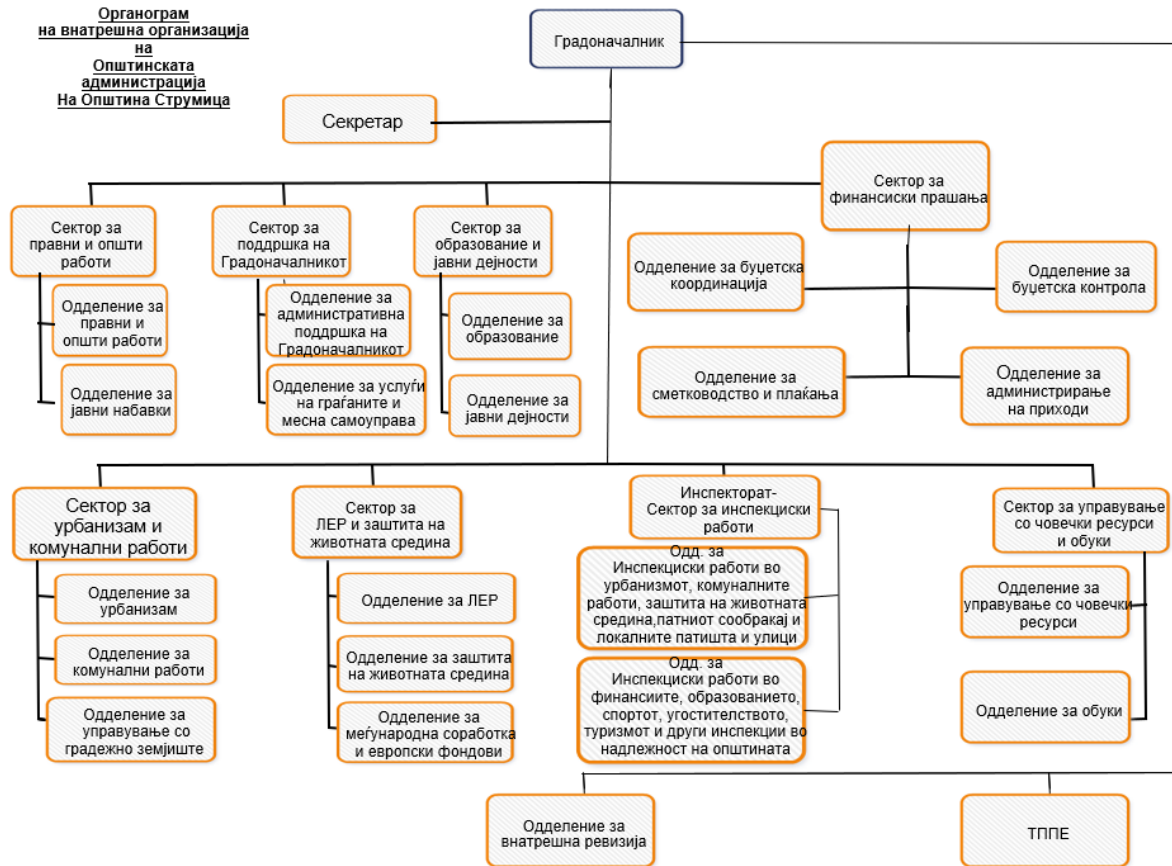 Органограм
на внатрешна организација
на
Општинската
администрација
На Општина Струмица
Градоначалник
Секретар
Сектор за
финансиски прашања
Сектор за
правни и општи
работи
Сектор за
поддршка на
Градоначалникот
Сектор за
образование и
јавни дејности
Одделение за буџетска
координација
Одделение за
буџетска контрола
Одделение за
правни и
општи работи
Одделение за
административна
поддршка на
Градоначалникот
Одделение за
образование
Одделение за
јавни набавки
Одделение за услуѓи
на граѓаните и
месна самоуправа
Одделение за
јавни дејности
Одделение за
сметководство и плаќања
Одделение за
администрирање
на приходи
Сектор за
урбанизам и
комунални работи
Сектор за
ЛЕР и заштита на
животната средина
Инспекторат-
Сектор за инспекциски
работи
Сектор за управување
со човечки ресурси
и обуки
Одделение за
урбанизам
Одделение за
комунални работи
Одделение за
управување со
градежно земјиште
Одделение за ЛЕР
Одделение за заштита
на животната средина
Одделение за
меѓународна соработка
и европски фондови
Одд. за
Инспекциски работи во
урбанизмот, комуналните
работи, заштита на животната
средина,патниот сообракај и
локалните патишта и улици
Одд. за
Инспекциски работи во
финансиите, образованието,
спортот, угостителството,
туризмот и други инспекции во
надлежност на општината
Одделение за
управување со човечки
ресурси
Одделение за обуки
Одделение за
внатрешна ревизија
ТППЕ